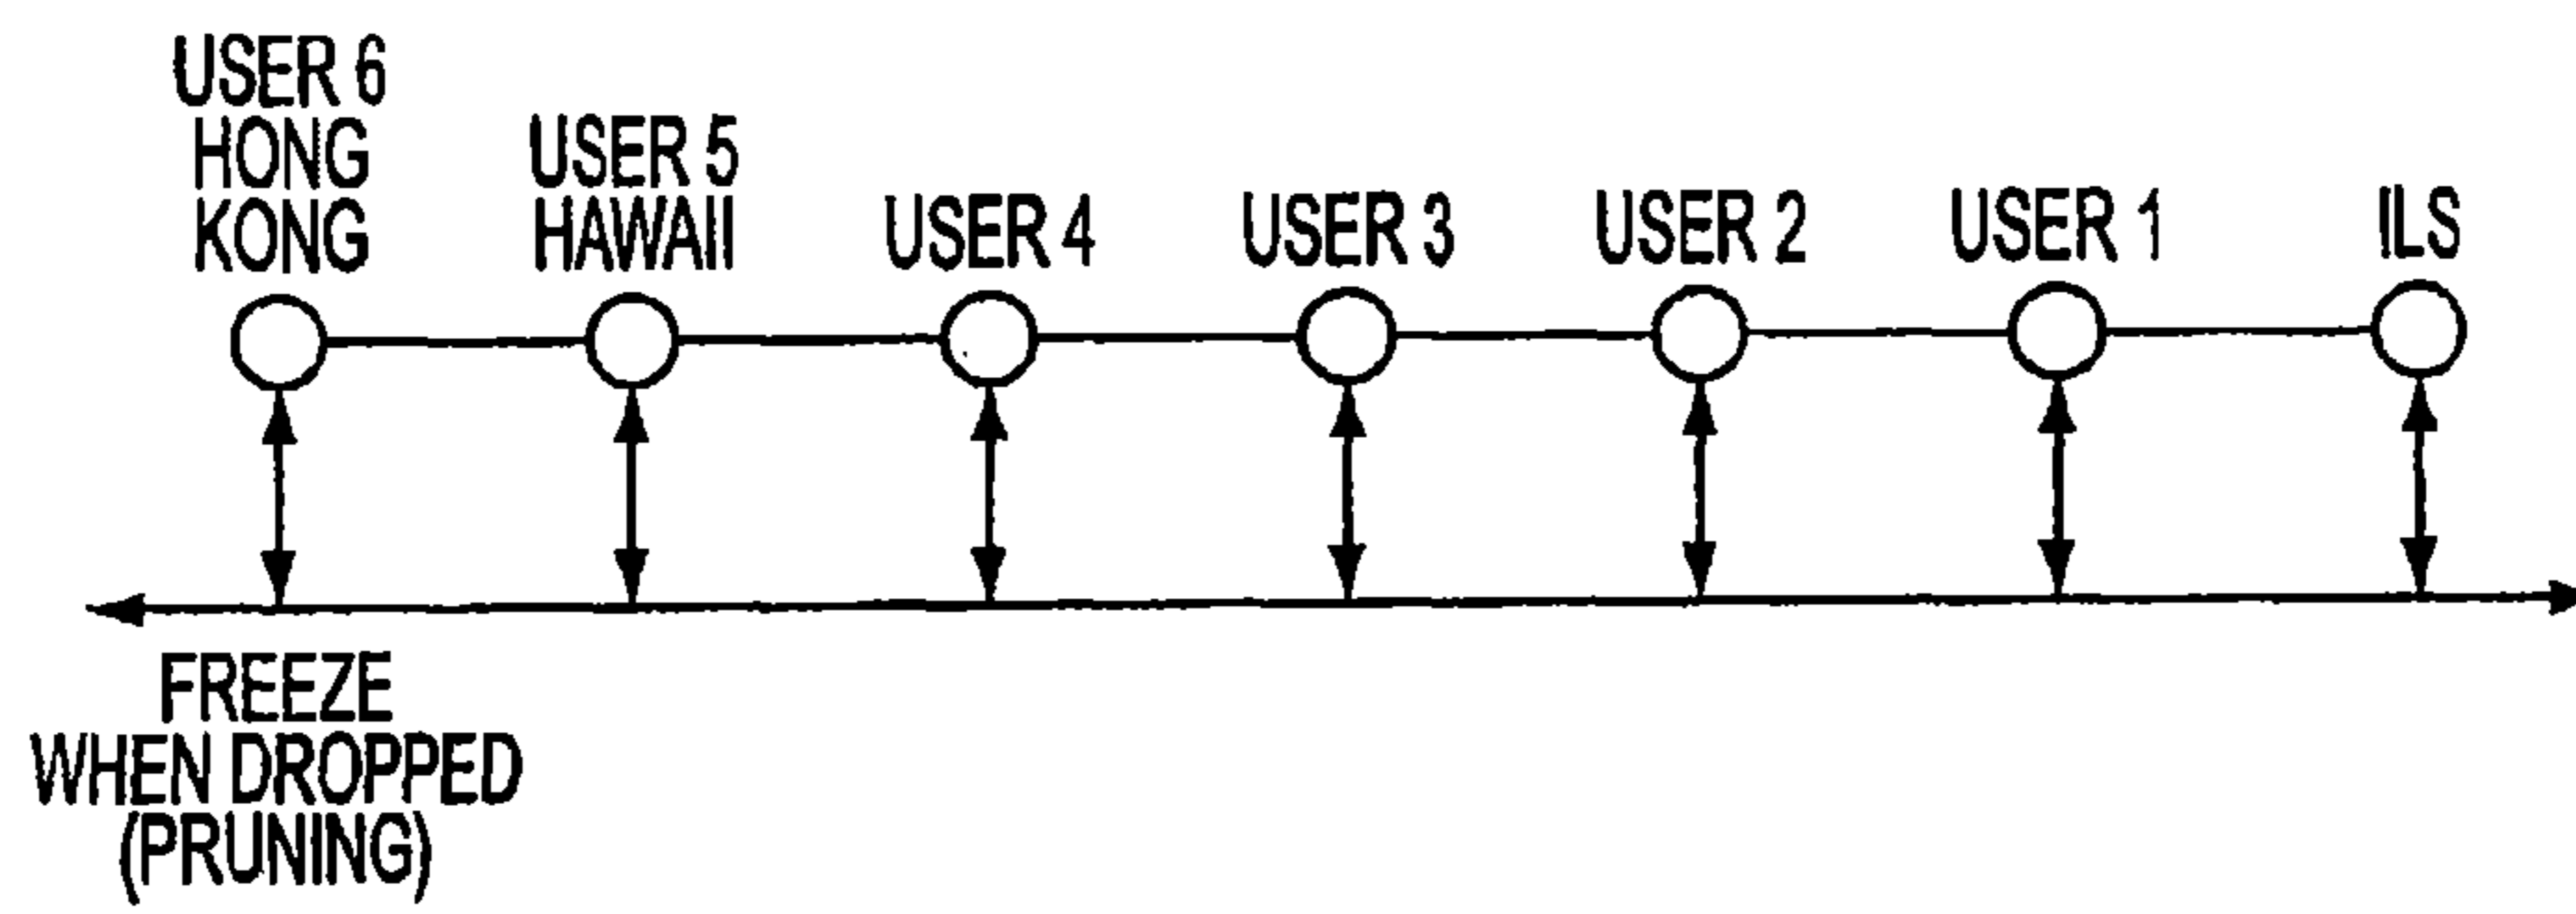 USER 6
HONG
KONG
USER 5
HAWAII
USER 4
USER 3
USER 2
USER 1
ILS
FREEZE
WHEN DROPPED
(PRUNING)